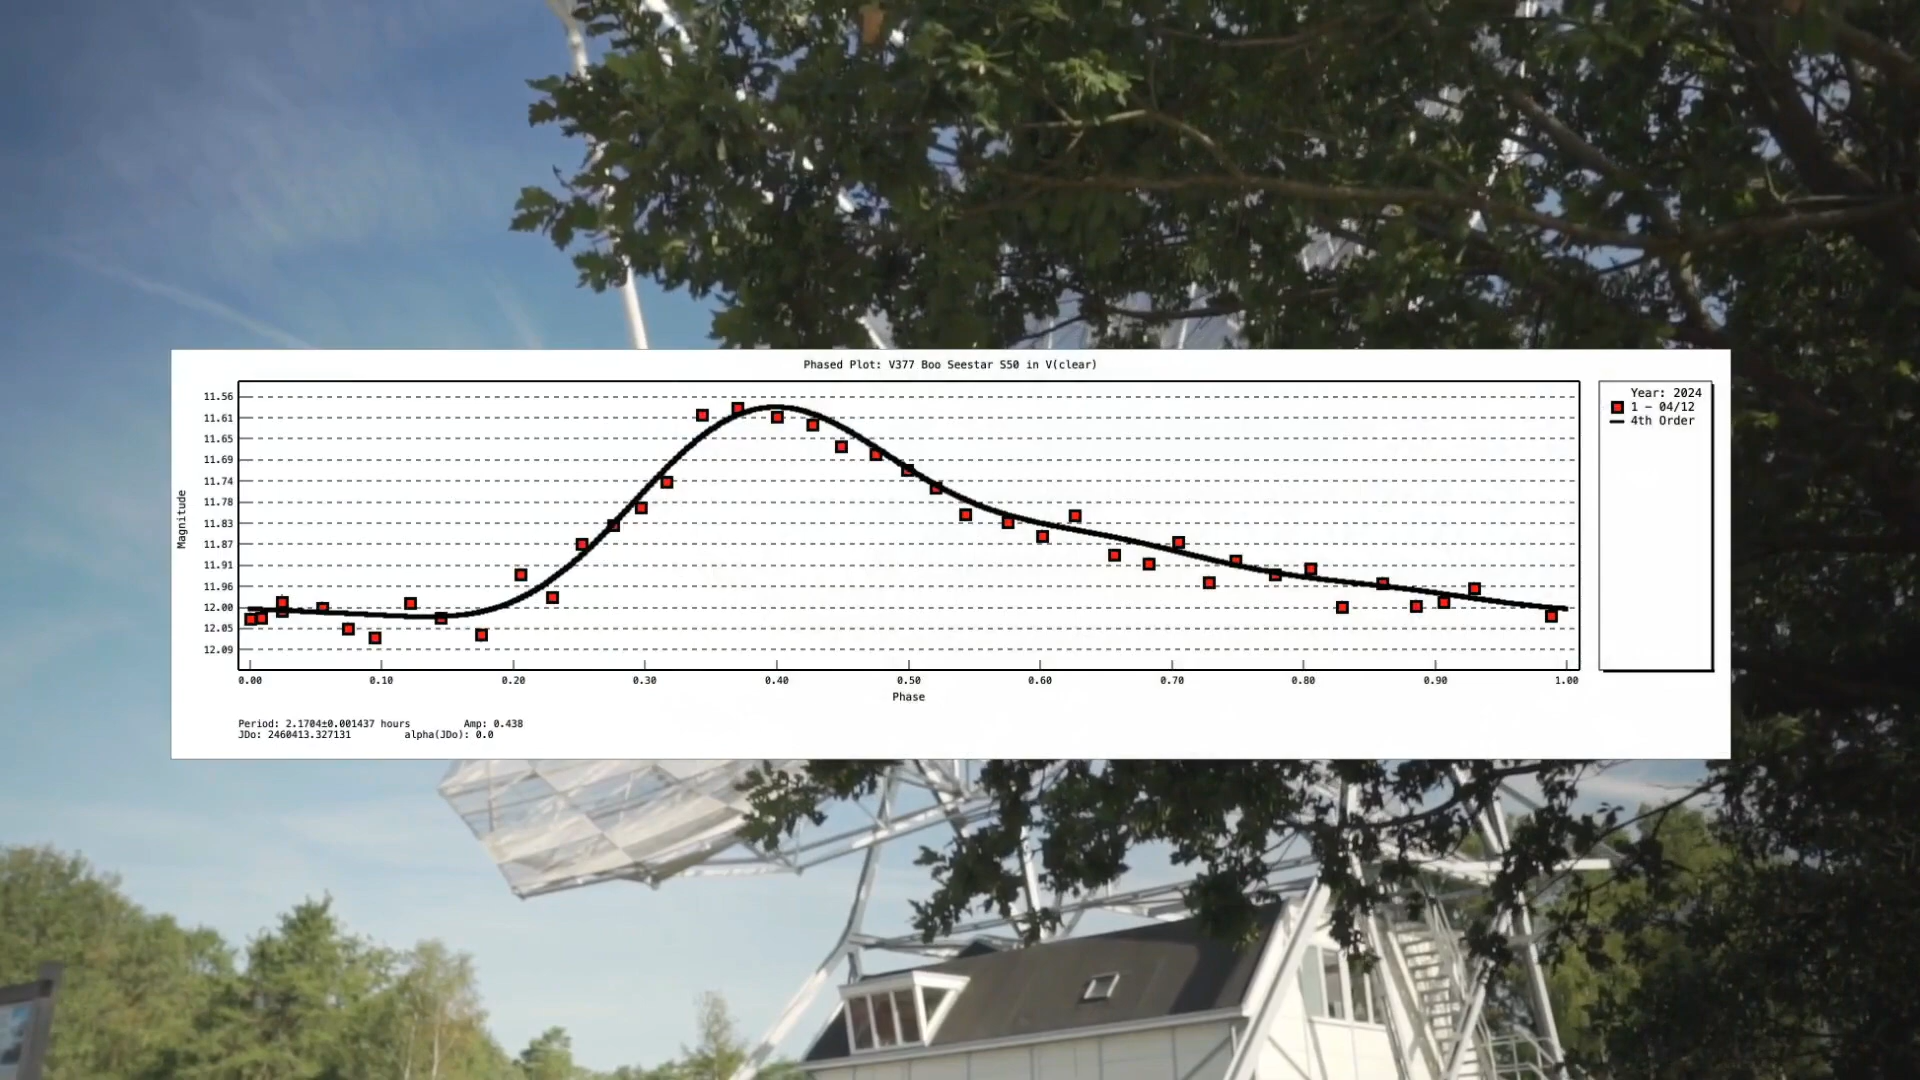 Phased Plot: V377 Boo Seestar S50 in V(clear)
Magnitude
11.56
11.61
11.65
11.69
11.74
11.78
11.83
11.87
11.91
11.96
12.00
12.05
12.09
0.00 0.10 0.20 0.30 0.40 0.50 0.60 0.70 0.80 0.90 1.00
Phase
Year: 2024
1 - 04/12
4th Order
Period: 2.1704±0.001437 hours Amp: 0.438
JDo: 2460413.327131 alpha(JDo): 0.0